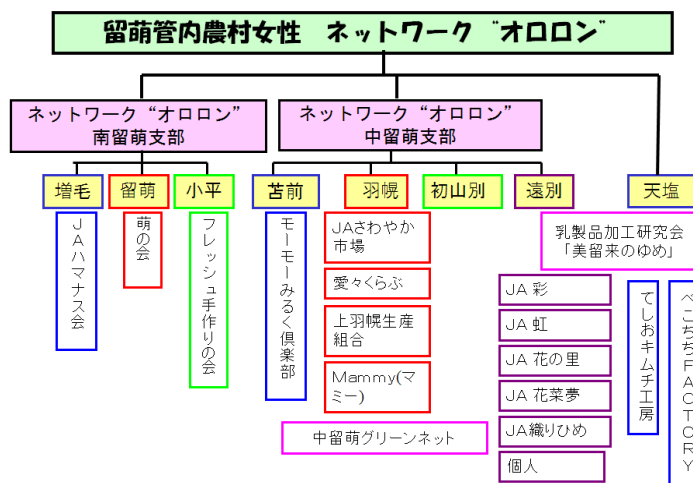 留萌管内農村女性 ネットワーク “オロロン”
ネットワーク “オロロン”
南留萌支部
ネットワーク “オロロン”
中留萌支部
増毛
留萌
小平
苫前
羽幌
初山別
遠別
天塩
JAハマナス会
萌の会
フレッシュ手作りの会
モーモーみるく倶楽部
JAさわやか
市場
愛々くらぶ
上羽幌生産
組合
Mammy(マ
ミー)
中留萌グリーンネット
乳製品加工研究会
「美留来のゆめ」
JA 彩
JA 虹
JA 花の里
JA 花菜夢
JA織りひめ
個人
てしおキムチ工房
べこちちFACTORY